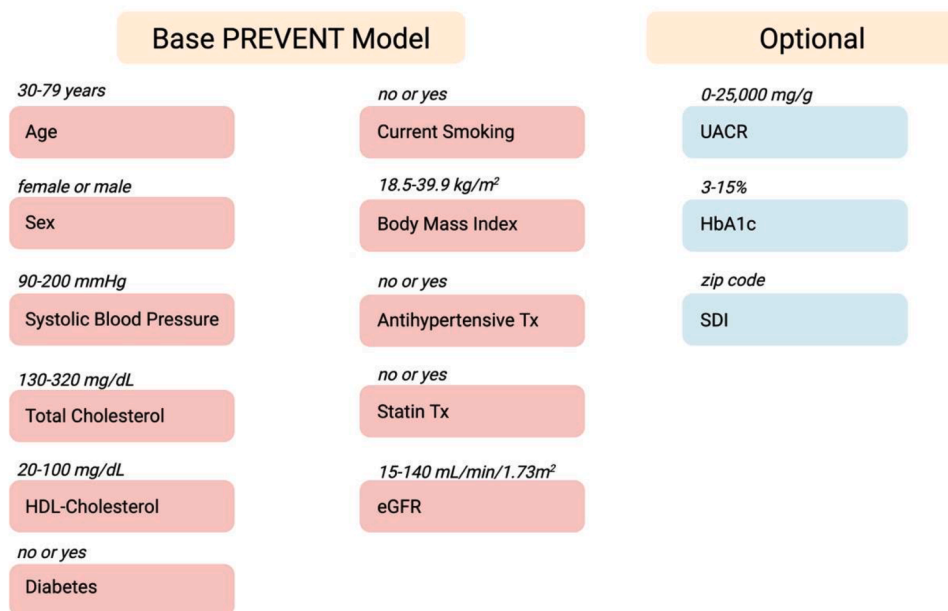 Base PREVENT Model
30-79 years
Age
female or male
Sex
90-200 mmHg
Systolic Blood Pressure
130-320 mg/dL
Total Cholesterol
20-100 mg/dL
HDL-Cholesterol
no or yes
Diabetes
no or yes
Current Smoking
18.5-39.9 kg/m²
Body Mass Index
no or yes
Antihypertensive Tx
no or yes
Statin Tx
15-140 mL/min/1.73m²
eGFR
Optional
0-25,000 mg/g
UACR
3-15%
HbA1c
zip code
SDI